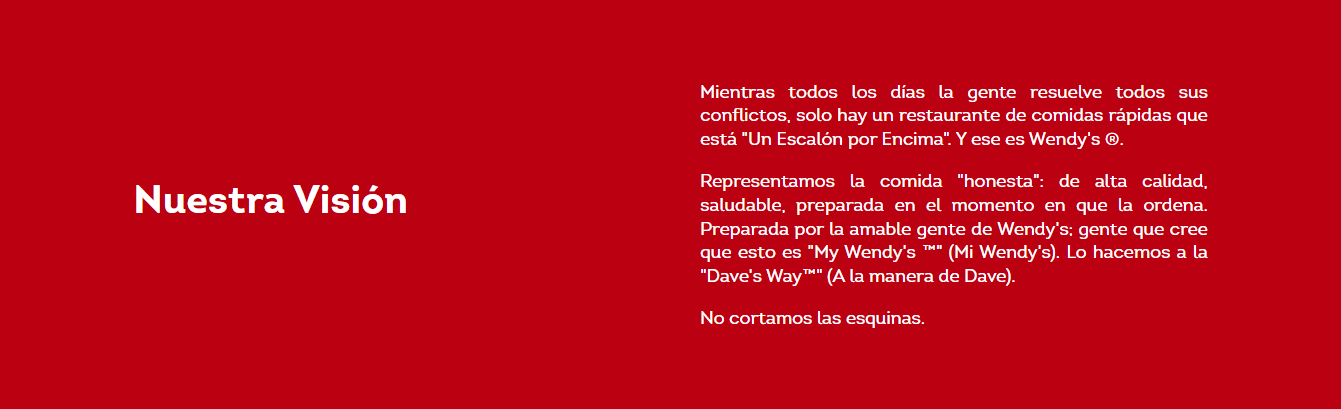 Nuestra Visión
Mientras todos los días la gente resuelve todos sus
conflictos, solo hay un restaurante de comidas rápidas que
está "Un Escalón por Encima". Y ese es Wendy's ®.
Representamos la comida "honesta": de alta calidad,
saludable, preparada en el momento en que la ordena.
Preparada por la amable gente de Wendy's; gente que cree
que esto es "My Wendy's ™" (Mi Wendy's). Lo hacemos a la
"Dave's Way™" (A la manera de Dave).
No cortamos las esquinas.